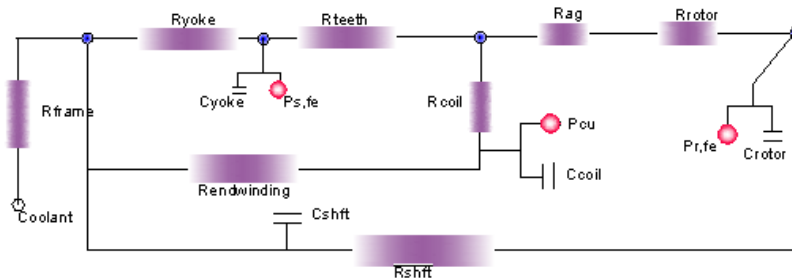 Ryoke
Rteeth
Rag
Rrotor
Rframe
Cyoke
Ps,fe
Rcoil
Pcu
Pr,fe
Crotor
Ccoil
Rendwinding
Coolant
Cshft
Rshft